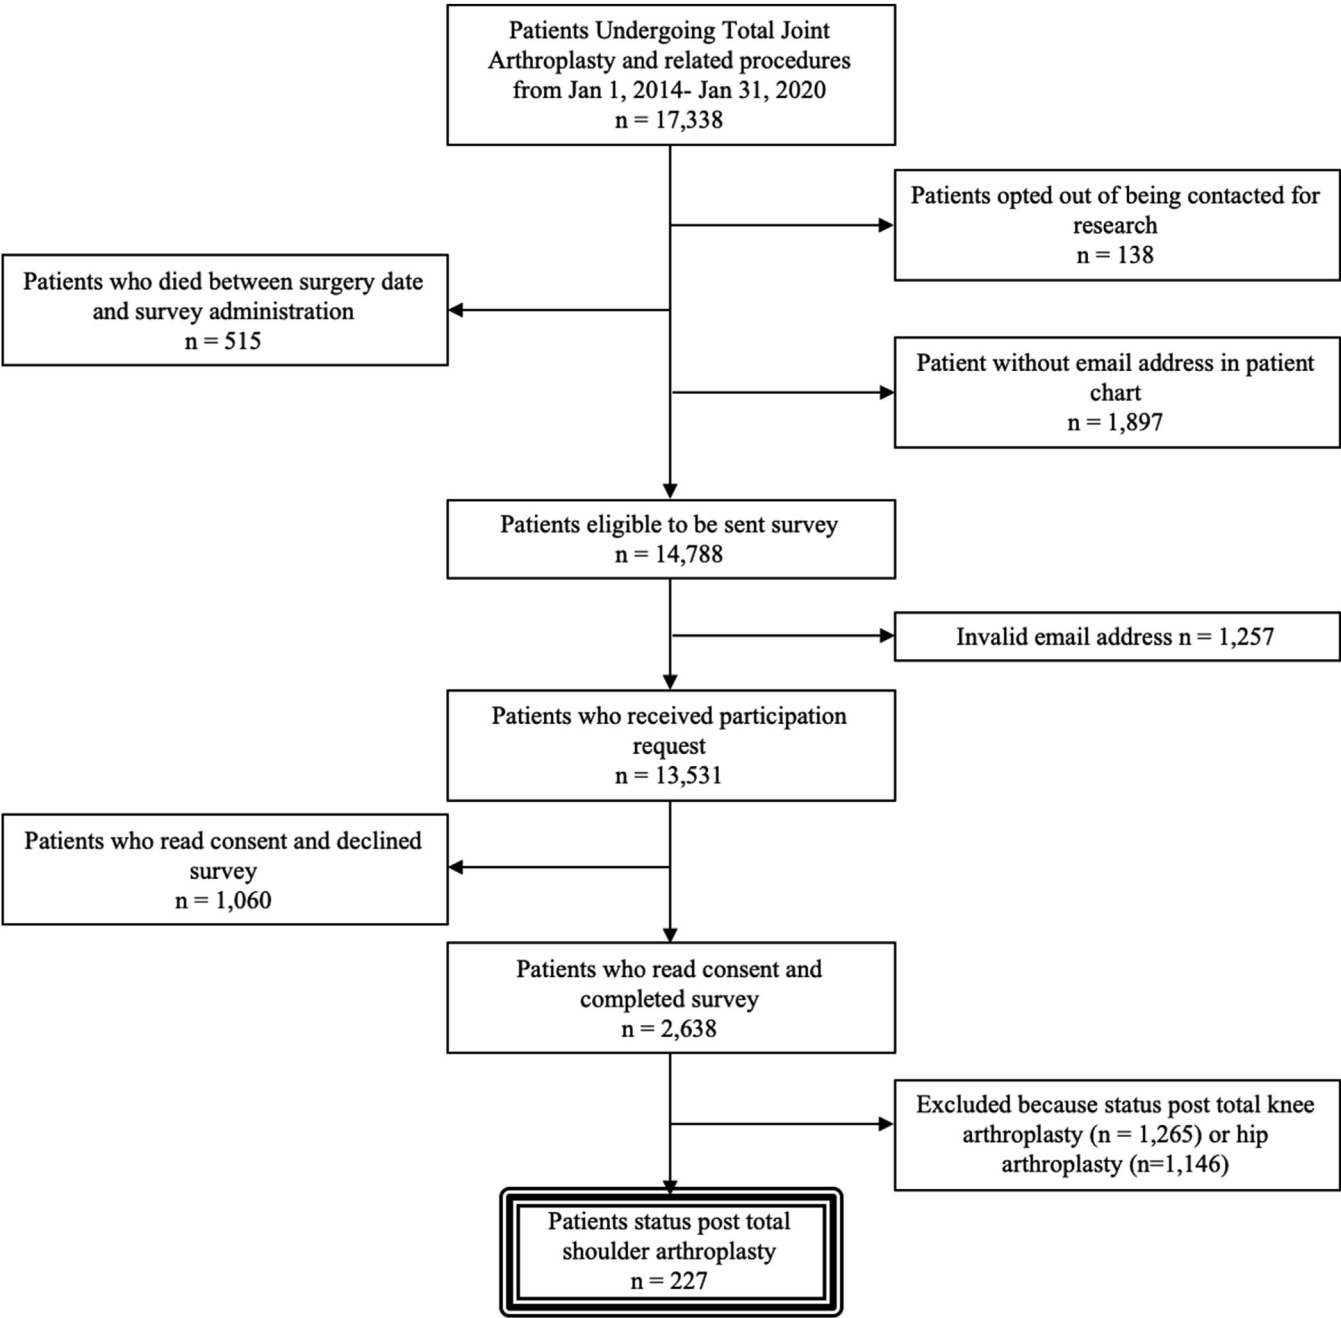 Patients Undergoing Total Joint
Arthroplasty and related procedures
from Jan 1, 2014- Jan 31, 2020
n = 17,338
Patients opted out of being contacted for
research
n = 138
Patients who died between surgery date
and survey administration
n = 515
Patient without email address in patient
chart
n = 1,897
Patients eligible to be sent survey
n = 14,788
Invalid email address n = 1,257
Patients who received participation
request
n = 13,531
Patients who read consent and declined
survey
n = 1,060
Patients who read consent and
completed survey
n = 2,638
Excluded because status post total knee
arthroplasty (n = 1,265) or hip
arthroplasty (n=1,146)
Patients status post total
shoulder arthroplasty
n = 227